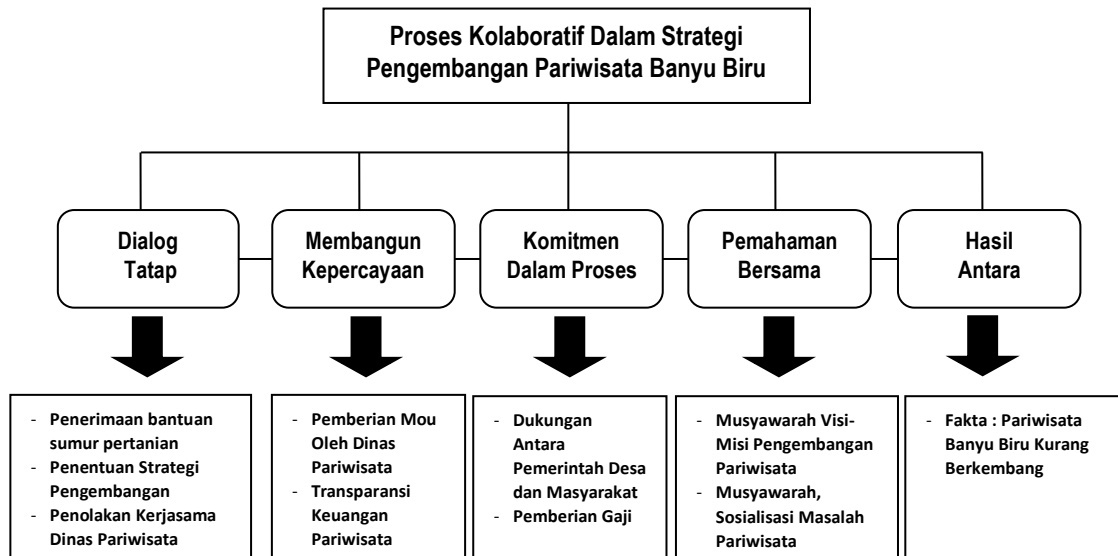 Proses Kolaboratif Dalam Strategi
Pengembangan Pariwisata Banyu Biru
Dialog
Tatap
Membangun
Kepercayaan
Komitmen
Dalam Proses
Pemahaman
Bersama
Hasil
Antara
- Penerimaan bantuan
sumur pertanian
- Penentuan Strategi
Pengembangan
- Penolakan Kerjasama
Dinas Pariwisata
- Pemberian Mou
Oleh Dinas
Pariwisata
- Transparansi
Keuangan
Pariwisata
- Dukungan
Antara
Pemerintah Desa
dan Masyarakat
- Pemberian Gaji
- Musyawarah Visi-
Misi Pengembangan
Pariwisata
- Musyawarah,
Sosialisasi Masalah
Pariwisata
- Fakta : Pariwisata
Banyu Biru Kurang
Berkembang